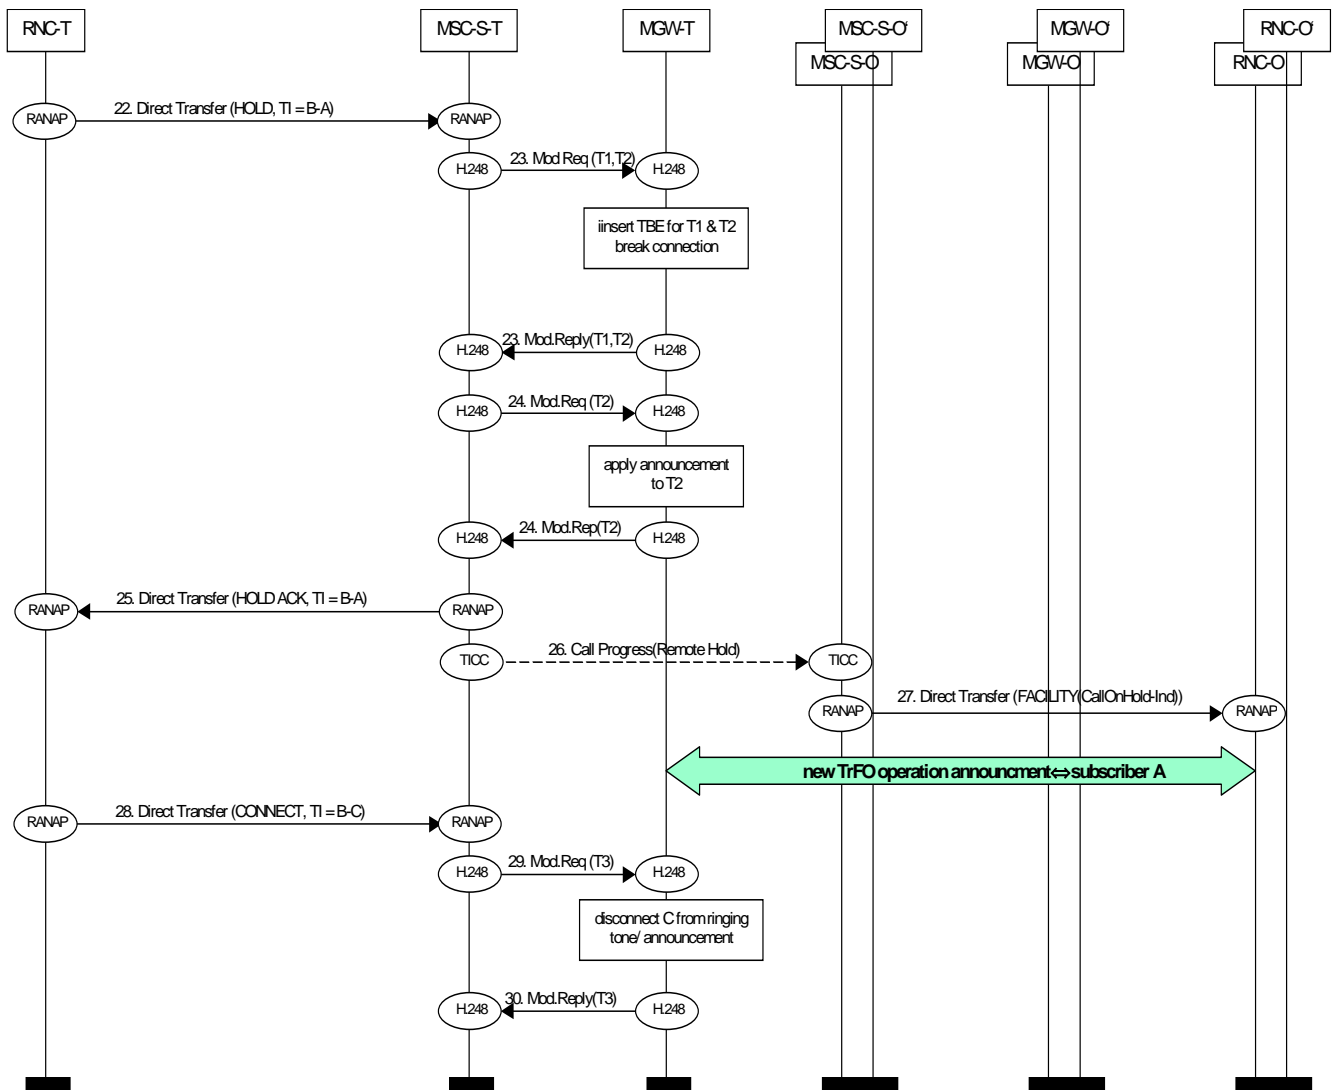 RNC-T
MSC-S-T
MGW-T
MSC-S-O'
MGW-O'
RNC-O'
MSC-S-O
MGW-O
RNC-O
RANAP
22. Direct Transfer (HOLD, TI = B-A)
RANAP
H.248
23. Mod Req (T1,T2)
H.248
iinsert TBE for T1 & T2
break connection
H.248
23. Mod.Reply(T1,T2)
H.248
H.248
24. Mod.Req (T2)
H.248
apply announcement
to T2
H.248
24. Mod.Rep(T2)
H.248
RANAP
25. Direct Transfer (HOLD ACK, TI = B-A)
RANAP
TICC
26. Call Progress(Remote Hold)
TICC
RANAP
27. Direct Transfer (FACILITY(CallOnHold-Ind))
RANAP
new TrFO operation announcment⇔subscriber A
RANAP
28. Direct Transfer (CONNECT, TI = B-C)
RANAP
H.248
29. Mod.Req (T3)
H.248
disconnect C from ringing
tone/ announcement
H.248
30. Mod.Reply(T3)
H.248